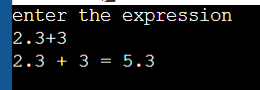 enter the expression
2.3+3
2.3 + 3 = 5.3